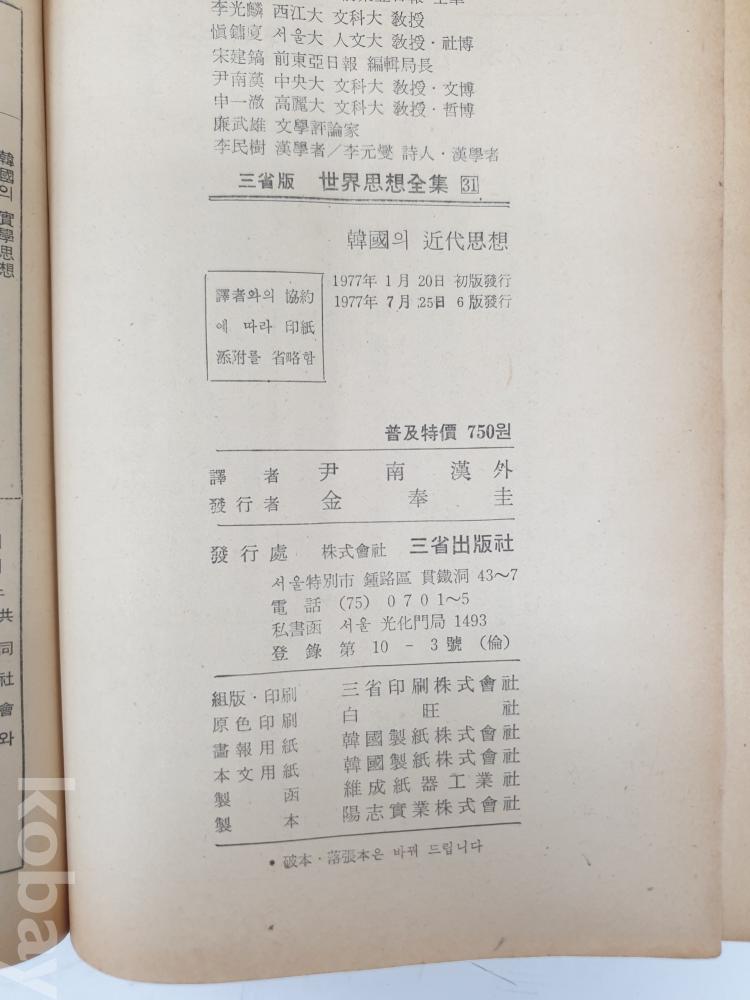 李光麟 西江大 文科大 敎授
愼鏞夏 서울大 人文大 敎授·社博
宋建鎬 前東亞日報 編輯局長
尹南漢 中央大 文科大 敎授·文博
申一澈 高麗大 文科大 敎授·哲博
廉武雄 文學評論家
李民樹 漢學者/李元燮 詩人·漢學者
三省版 世界思想全集 31
韓國의 近代思想
1977年 1月 20日 初版發行
1977年 7月 25日 6版發行
譯者와의 協約
에 따라 印紙
添附를 省略함
普及特價 750원
譯者 尹南漢 外
發行者 金奉圭
發行處 株式會社 三省出版社
서울特別市 鍾路區 貫鐵洞 43~7
電話 (75) 0701~5
私書函 서울 光化門局 1493
登錄 第 10 - 3號 (倫)
組版·印刷 三省印刷株式會社
原色印刷 白旺社
畵報用紙 韓國製紙株式會社
本文用紙 韓國製紙株式會社
製函 維成紙器工業社
製本 陽志實業株式會社
• 破本·落張本은 바꿔 드립니다
韓國의 實學思想
共同社會와
kobay